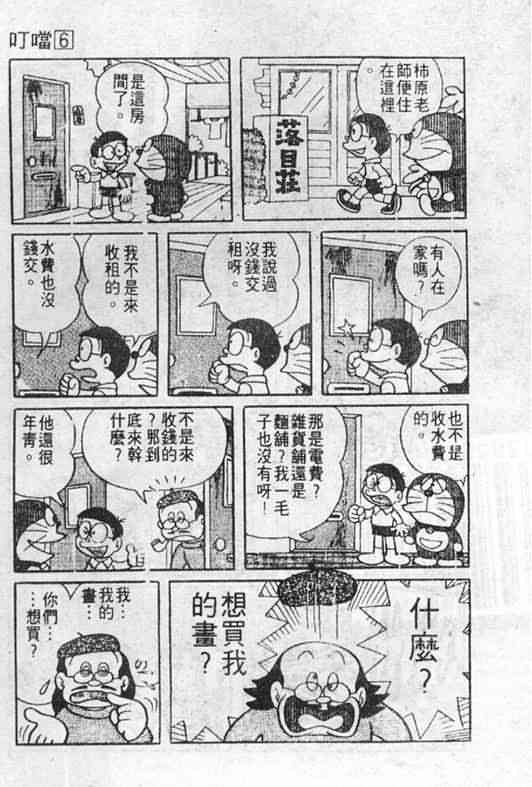 叮噹 6
柿原老
師便住
在這裡
。
落目莊
是這房
間了。
有人在
家嗎?
我說過
沒錢交
租呀。
我不是來
收租的。
水費也沒
錢交。
也不是
收水費
的。
那是電費?
雜貨舖還是
麵舖?我一毛
子也沒有呀!
不是來
收錢的
?那到
底來幹
什麼?
他還很
年青。
什麼?
想買我
的畫?
我…
我的
畫…
你們…
…想買?